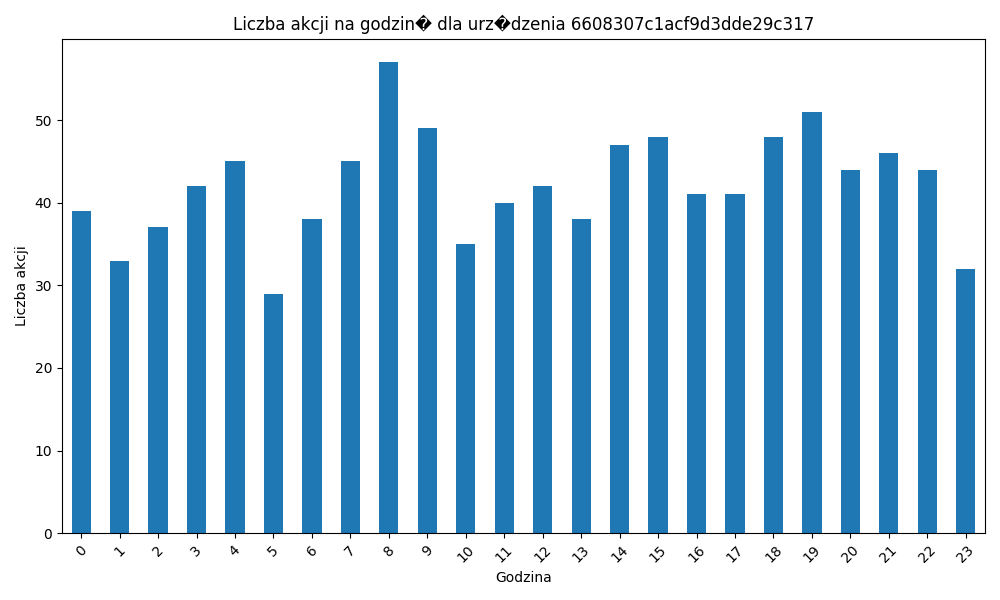 Liczba akcji na godzin� dla urz�dzenia 6608307c1acf9d3dde29c317
Liczba akcji
50
40
30
20
10
0
0 1 2 3 4 5 6 7 8 9 10 11 12 13 14 15 16 17 18 19 20 21 22 23
Godzina